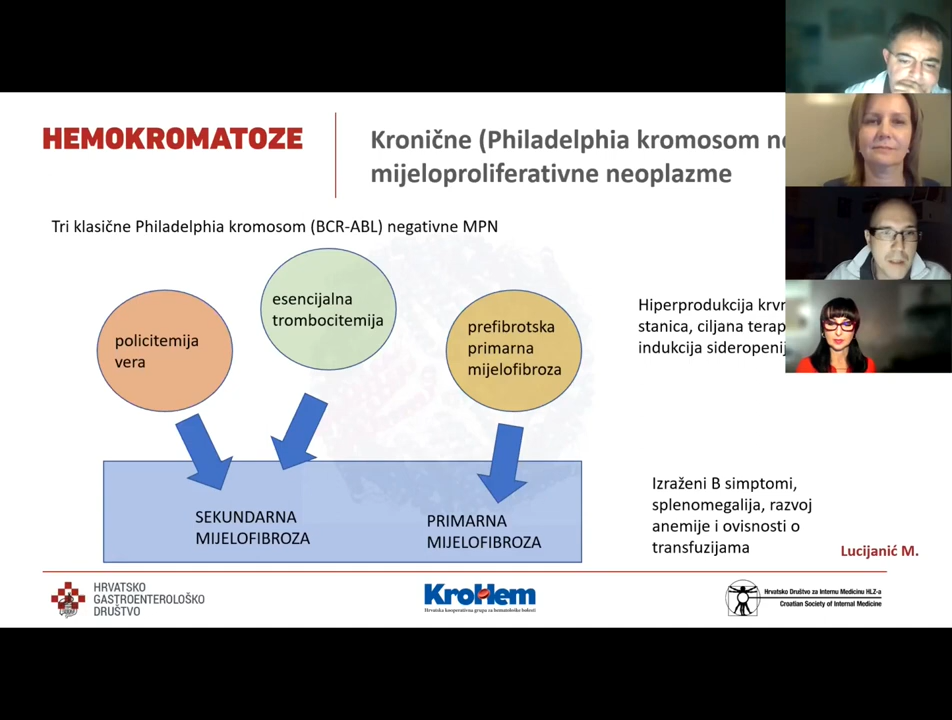 HEMOKROMATOZE
Kronične (Philadelphia kromosom
mijeloproliferativne neoplazme
Tri klasične Philadelphia kromosom (BCR-ABL) negativne MPN
policitemija
vera
esencijalna
trombocitemija
prefibrotska
primarna
mijelofibroza
Hiperprodukcija
stanica, ciljana
indukcija
SEKUNDARNA
MIJELOFIBROZA
PRIMARNA
MIJELOFIBROZA
Izraženi B simptomi,
splenomegalija, razvoj
anemije i ovisnosti o
transfuzijama
Lucijanić M.
HRVATSKO
GASTROENTEROLOŠKO
DRUŠTVO
KroHem
Hrvatska kooperativna grupa za hematološke bolesti
Hrvatsko Društvo za Internu Medicinu HLZ-a
Croatian Society of Internal Medicine